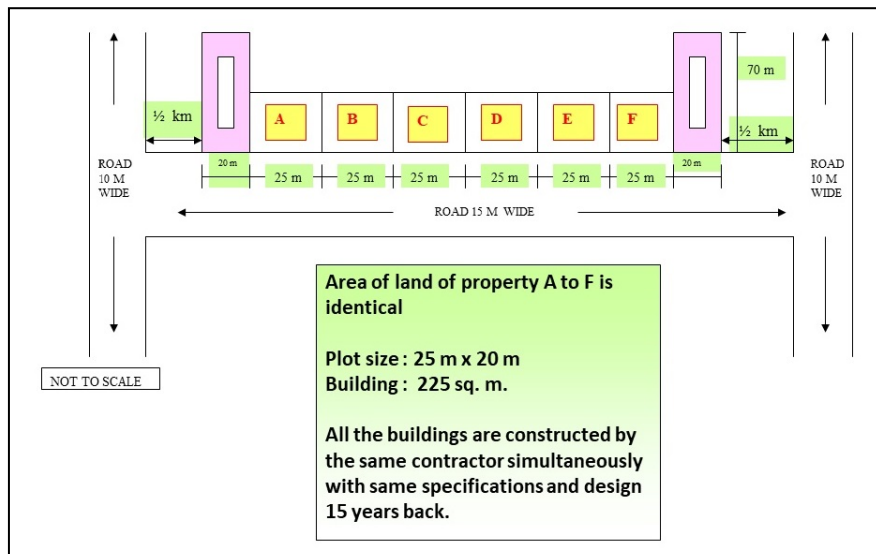 70 m
½ km
A
B
C
D
E
F
½ km
ROAD
10 M
WIDE
20 m
25 m
25 m
25 m
25 m
25 m
25 m
20 m
ROAD
10 M
WIDE
ROAD 15 M WIDE
Area of land of property A to F is
identical
Plot size : 25 m x 20 m
Building : 225 sq. m.
All the buildings are constructed by
the same contractor simultaneously
with same specifications and design
15 years back.
NOT TO SCALE